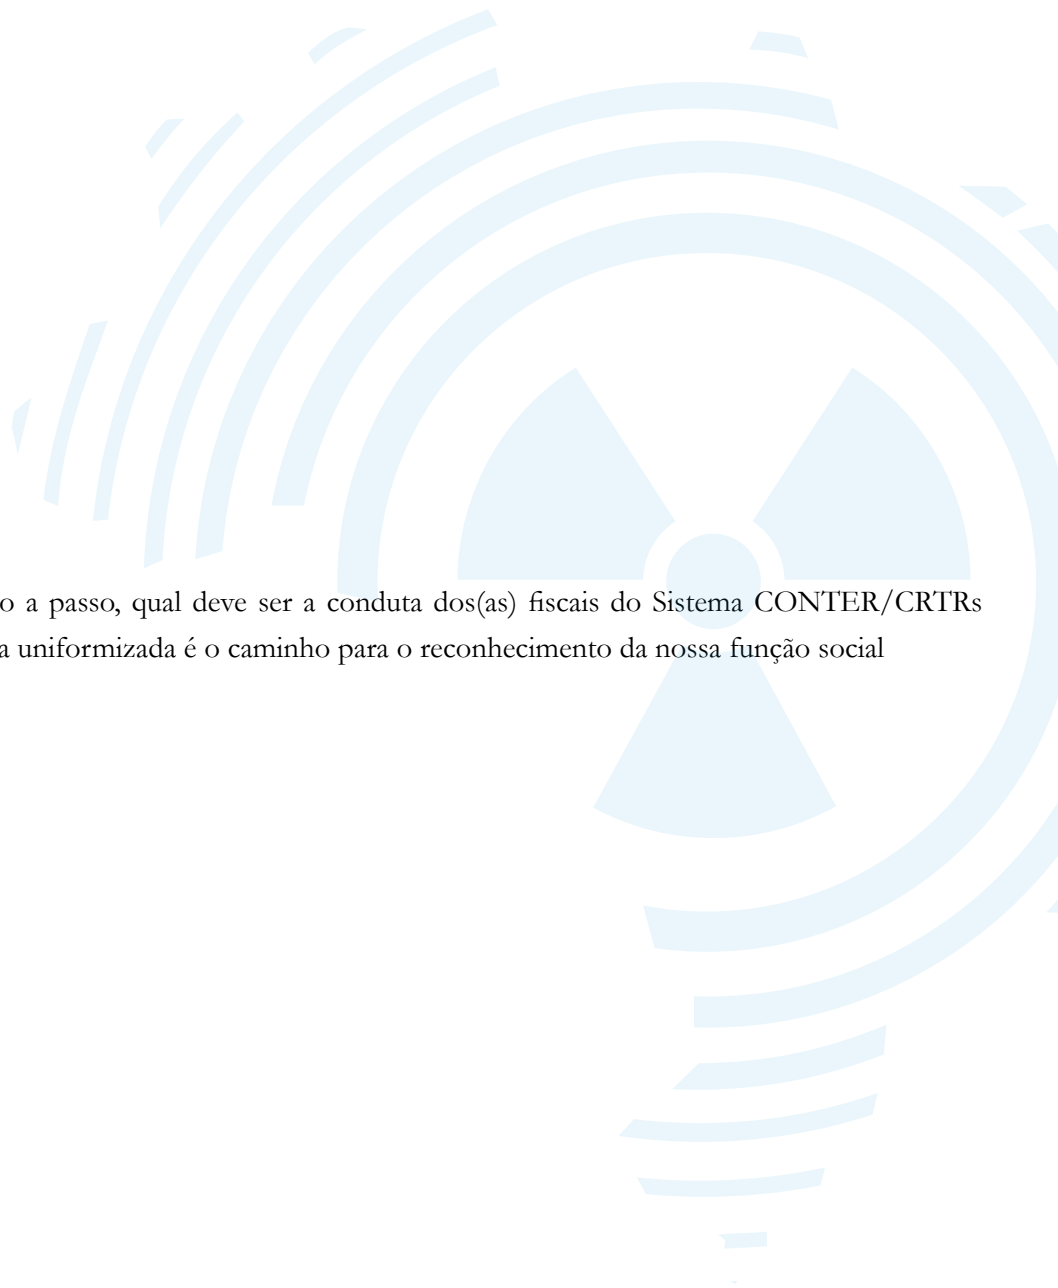 o a passo, qual deve ser a conduta dos(as) fiscais do Sistema CONTER/CRTRs
a uniformizada é o caminho para o reconhecimento da nossa função social